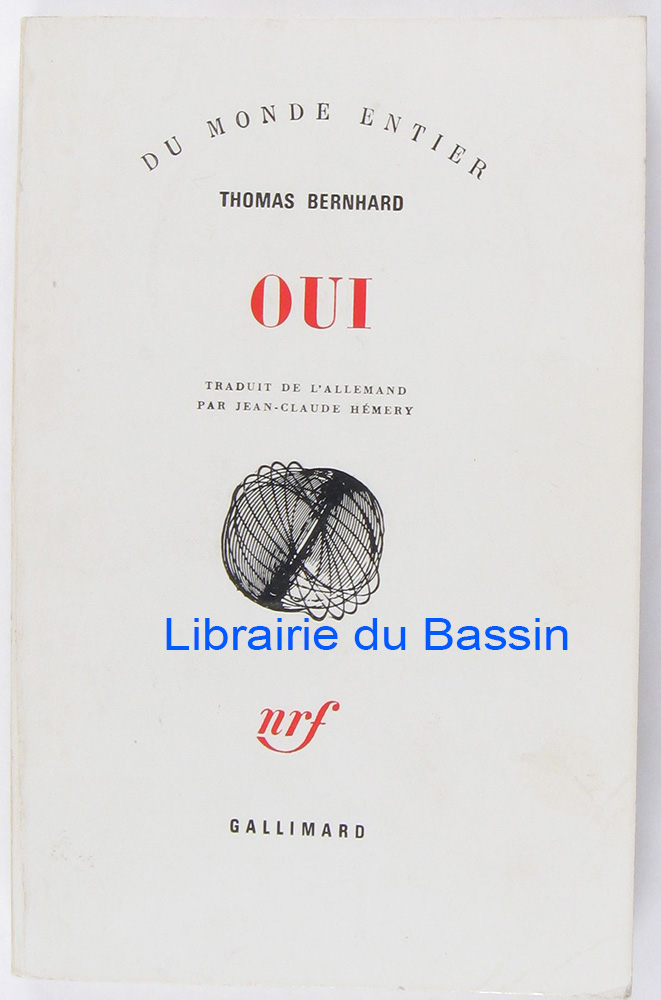 DU MONDE ENTIER
THOMAS BERNHARD
OUI
TRADUIT DE L'ALLEMAND
PAR JEAN-CLAUDE HÉMERY
Librairie du Bassin
nrf
GALLIMARD